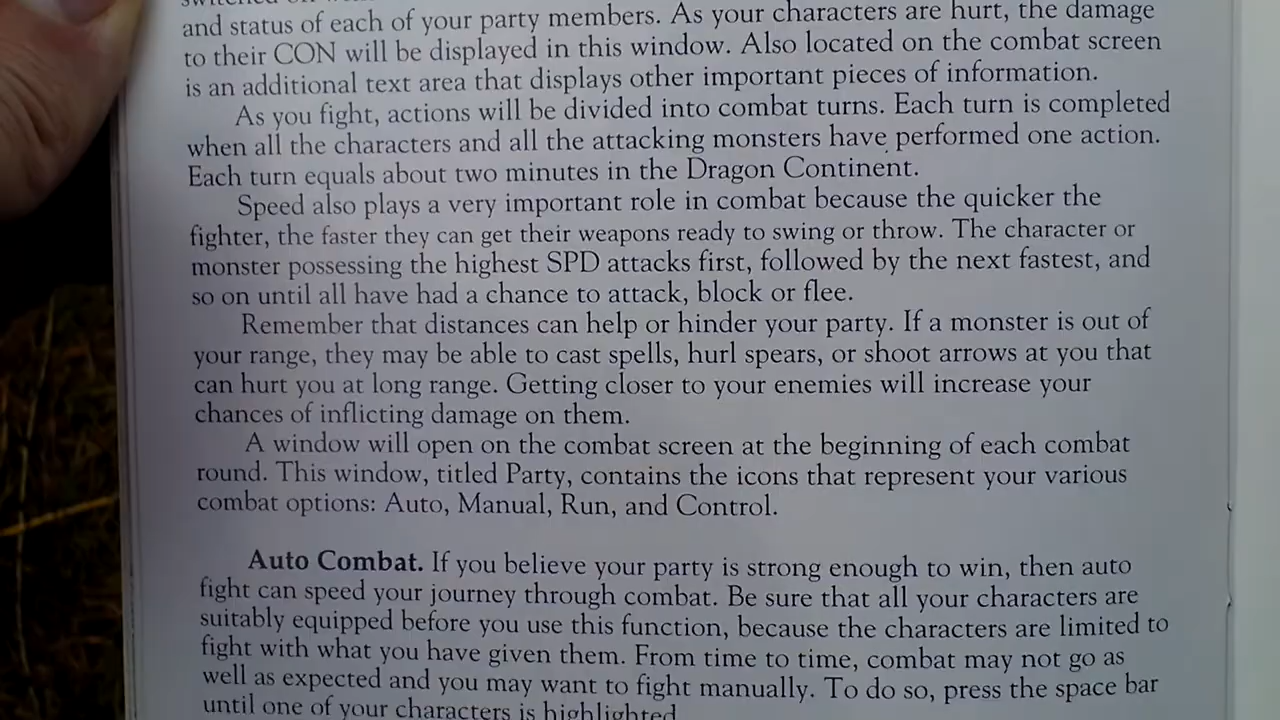 and status of each of your party members. As your characters are hurt, the damage
to their CON will be displayed in this window. Also located on the combat screen
is an additional text area that displays other important pieces of information.
As you fight, actions will be divided into combat turns. Each turn is completed
when all the characters and all the attacking monsters have performed one action.
Each turn equals about two minutes in the Dragon Continent.
Speed also plays a very important role in combat because the quicker the
fighter, the faster they can get their weapons ready to swing or throw. The character or
monster possessing the highest SPD attacks first, followed by the next fastest, and
so on until all have had a chance to attack, block or flee.
Remember that distances can help or hinder your party. If a monster is out of
your range, they may be able to cast spells, hurl spears, or shoot arrows at you that
can hurt you at long range. Getting closer to your enemies will increase your
chances of inflicting damage on them.
A window will open on the combat screen at the beginning of each combat
round. This window, titled Party, contains the icons that represent your various
combat options: Auto, Manual, Run, and Control.
Auto Combat. If you believe your party is strong enough to win, then auto
fight can speed your journey through combat. Be sure that all your characters are
suitably equipped before you use this function, because the characters are limited to
fight with what you have given them. From time to time, combat may not go as
well as expected and you may want to fight manually. To do so, press the space bar
until one of your characters is highlighted